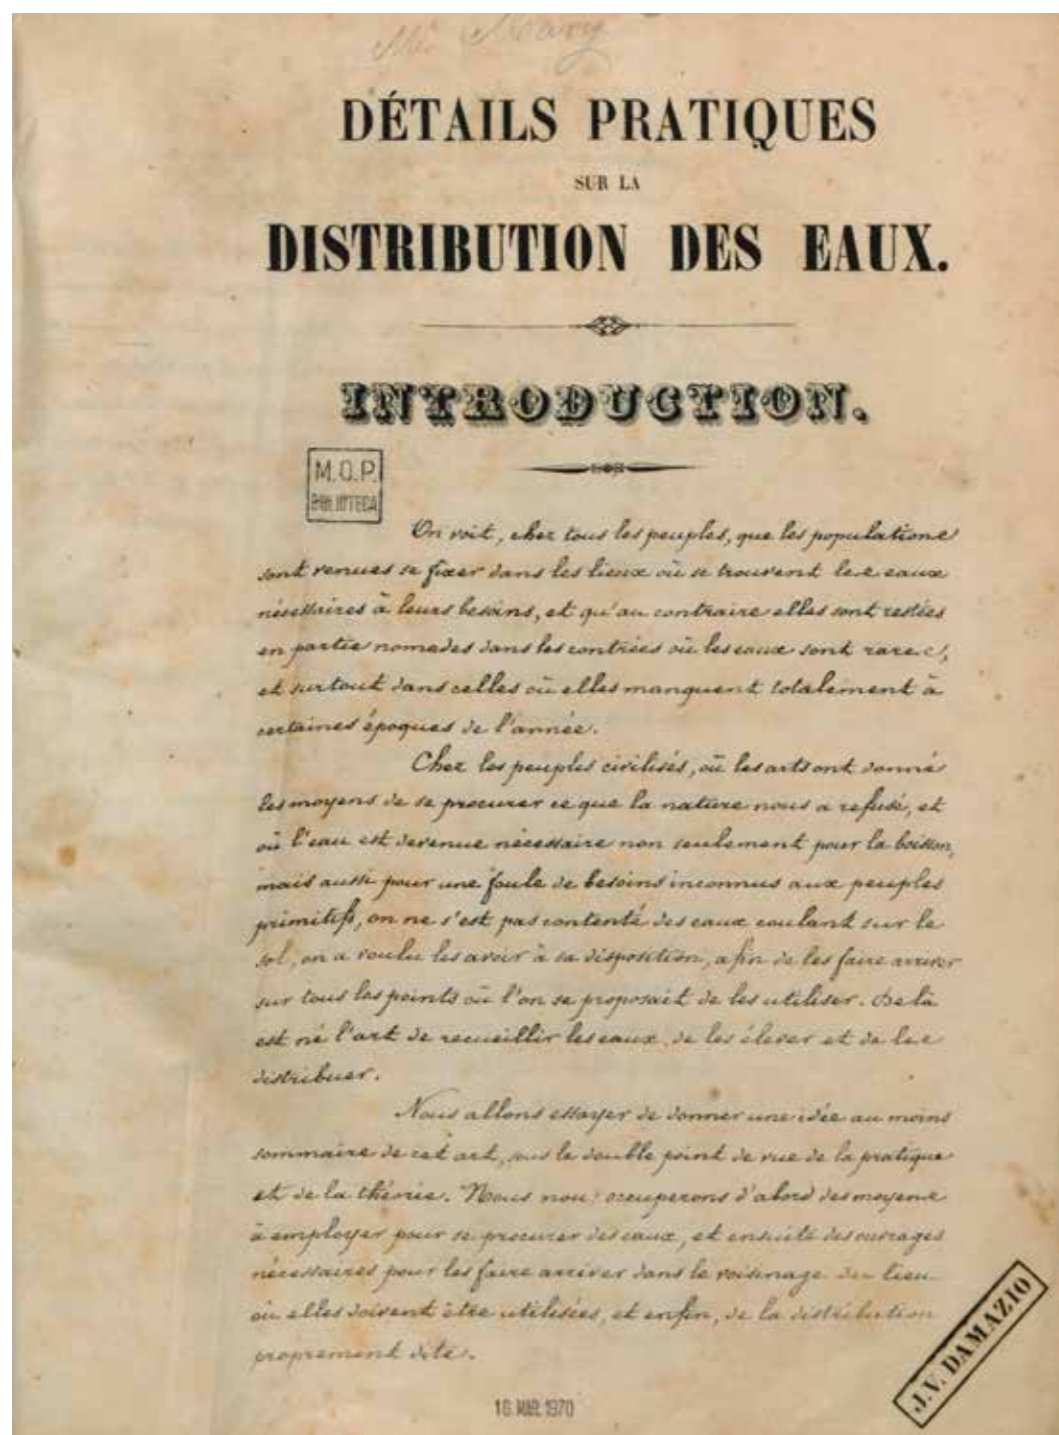 Mr. Mary
DÉTAILS PRATIQUES
SUR LA
DISTRIBUTION DES EAUX.
INTRODUCTION.
M.O.P.
BIBLIOTECA
On voit, chez tous les peuples, que les populations
sont venues se fixer dans les lieux où se trouvent les eaux
nécessaires à leurs besoins, et qu'au contraire elles sont restées
en partie nomades dans les contrées où les eaux sont rares,
et surtout dans celles où elles manquent totalement à
certaines époques de l'année.
Chez les peuples civilisés, où les arts ont donné
les moyens de se procurer ce que la nature nous a refusé, et
où l'eau est devenue nécessaire non seulement pour la boisson,
mais aussi pour une foule de besoins inconnus aux peuples
primitifs, on ne s'est pas contenté des eaux coulant sur le
sol, on a voulu les avoir à sa disposition, afin de les faire arriver
sur tous les points où l'on se proposait de les utiliser. De là
est né l'art de recueillir les eaux, de les élever et de les
distribuer.
Nous allons essayer de donner une idée au moins
sommaire de cet art, sous le double point de vue de la pratique
et de la théorie. Nous nous occuperons d'abord des moyens
à employer pour se procurer des eaux, et ensuite des ouvrages
nécessaires pour les faire arriver dans le voisinage du lieu
où elles doivent être utilisées, et enfin, de la distribution
proprement dite.
J.V. DAMAZIO
16 MAR. 1970